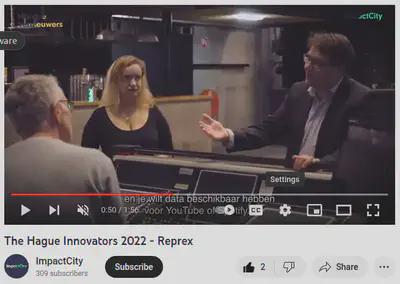 ImpactCity
ware
en je wilt data beschikbaar hebben
voor YouTube of Spotify.
Settings
0:50 / 1:56
The Hague Innovators 2022 - Reprex
ImpactCity
309 subscribers
Subscribe
2
Share